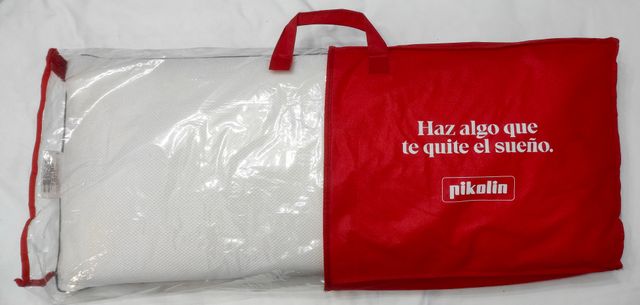 Haz algo que
te quite el sueño.
pikolin